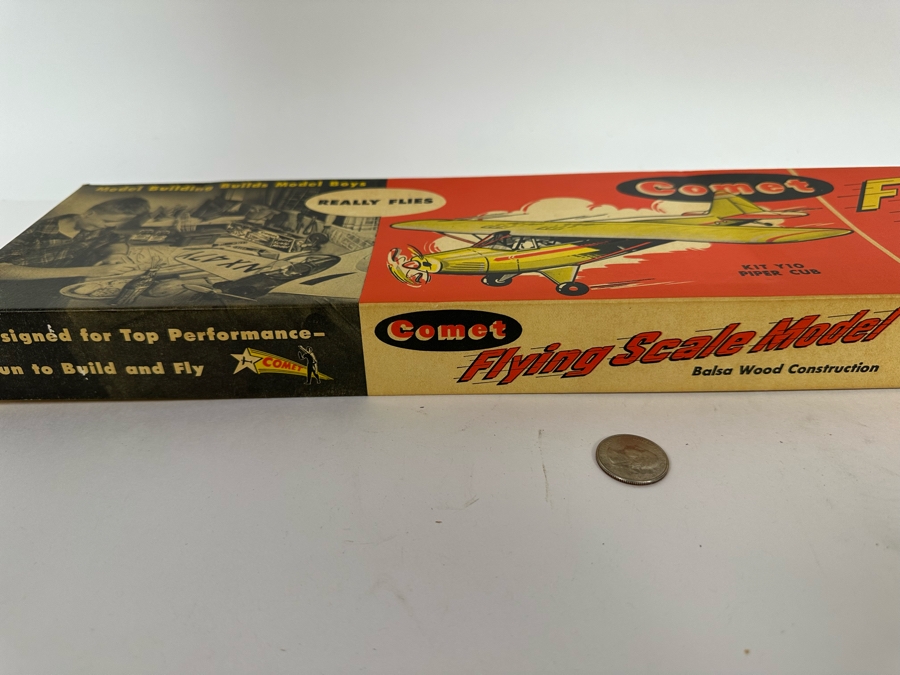 Model Building Builds Model Boys
REALLY FLIES
Comet
F
KIT Y10
PIPER CUB
signed for Top Performance—
un to Build and Fly
COMET
Comet
Flying Scale Model
Balsa Wood Construction